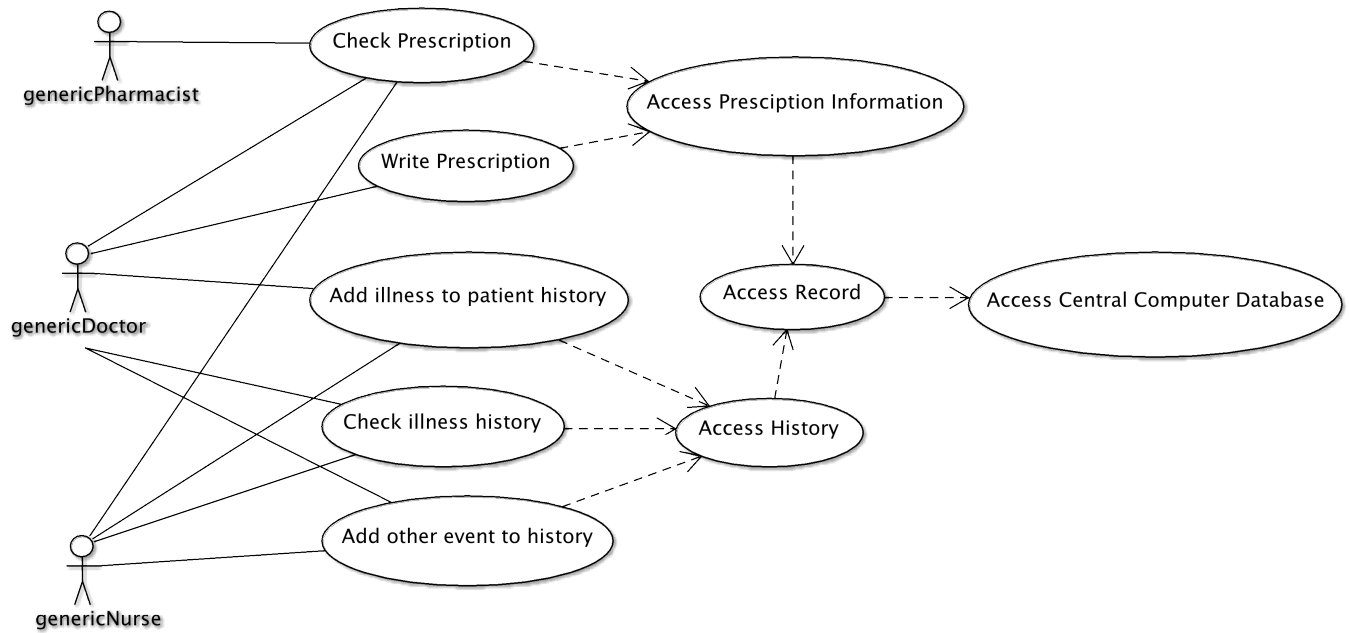 Check Prescription
genericPharmacist
Access Presciption Information
Write Prescription
genericDoctor
Add illness to patient history
Access Record
Access Central Computer Database
Check illness history
Access History
Add other event to history
genericNurse